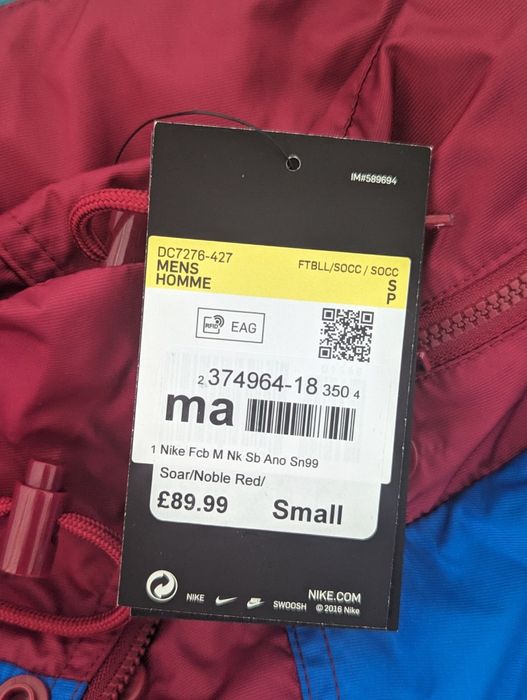 IM#589694
DC7276-427
MENS
HOMME
FTBLL/SOCC / SOCC
S
P
RFID EAG
2 374964-18 350 4
ma
1 Nike Fcb M Nk Sb Ano Sn99
Soar/Noble Red/
£89.99 Small
NIKE SWOOSH
NIKE.COM
© 2016 Nike